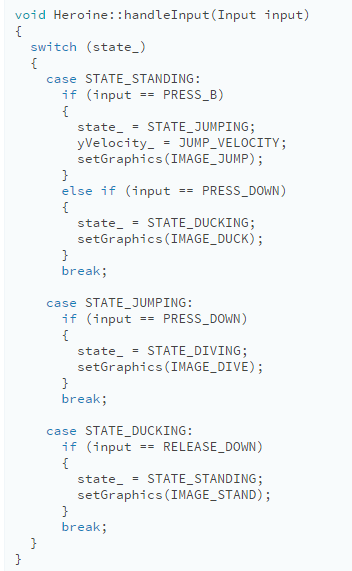 void Heroine::handleInput(Input input)
{
  switch (state_)
  {
    case STATE_STANDING:
      if (input == PRESS_B)
      {
        state_ = STATE_JUMPING;
        yVelocity_ = JUMP_VELOCITY;
        setGraphics(IMAGE_JUMP);
      }
      else if (input == PRESS_DOWN)
      {
        state_ = STATE_DUCKING;
        setGraphics(IMAGE_DUCK);
      }
      break;

    case STATE_JUMPING:
      if (input == PRESS_DOWN)
      {
        state_ = STATE_DIVING;
        setGraphics(IMAGE_DIVE);
      }
      break;

    case STATE_DUCKING:
      if (input == RELEASE_DOWN)
      {
        state_ = STATE_STANDING;
        setGraphics(IMAGE_STAND);
      }
      break;
  }
}